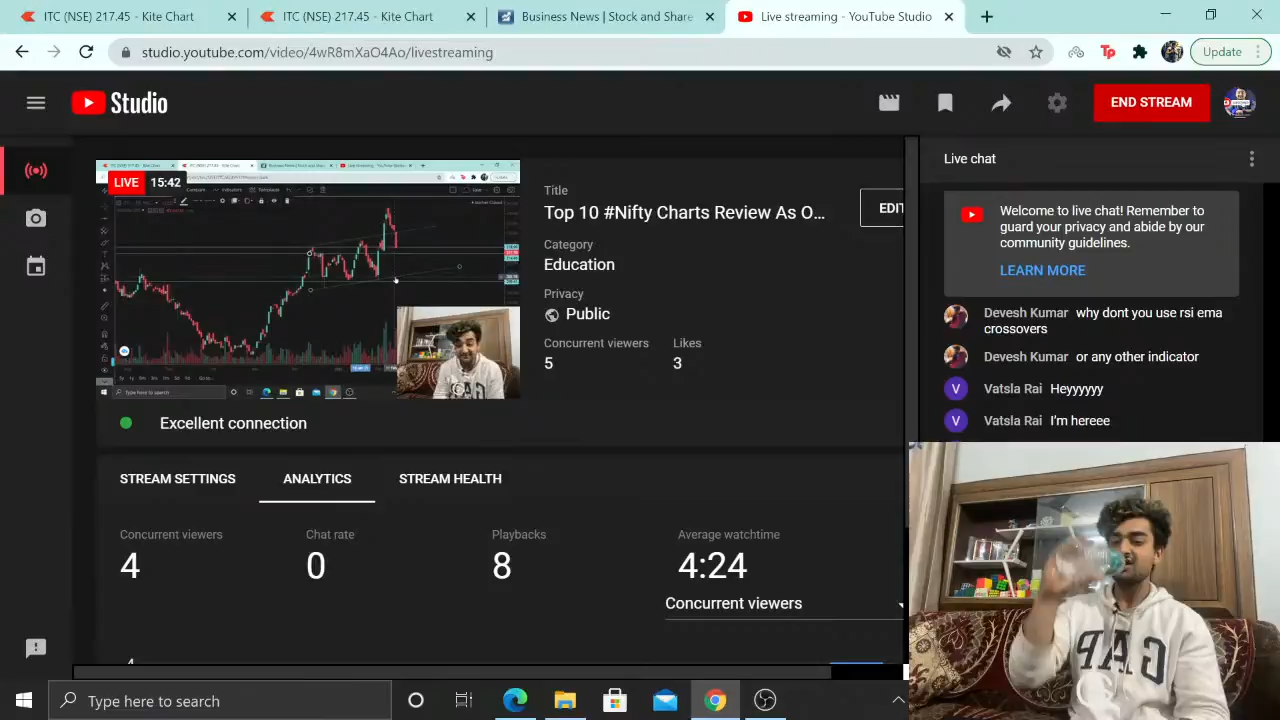 ITC (NSE) 217.45 - Kite Chart
ITC (NSE) 217.45 - Kite Chart
Business News | Stock and Share
Live streaming - YouTube Studio
studio.youtube.com/video/4wR8mXaO4Ao/livestreaming
Tp
Update
Studio
END STREAM
LIVE 15:42
Title
Top 10 #Nifty Charts Review As O...
EDIT
Category
Education
Privacy
Public
Concurrent viewers
Likes
5
3
Excellent connection
STREAM SETTINGS
ANALYTICS
STREAM HEALTH
Concurrent viewers
Chat rate
Playbacks
Average watchtime
4
0
8
4:24
Concurrent viewers
4
Live chat
Welcome to live chat! Remember to
guard your privacy and abide by our
community guidelines.
LEARN MORE
Devesh Kumar why dont you use rsi ema
crossovers
Devesh Kumar or any other indicator
V Vatsla Rai Heyyyyyy
V Vatsla Rai I'm hereee
GAP
Type here to search